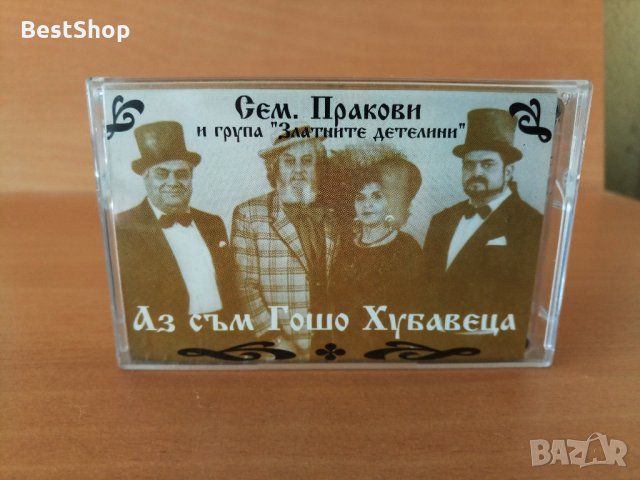 BestShop
Сем. Пракови
и група "Златните детелини"
Аз съм Гошо Хубавеца
BAZAR